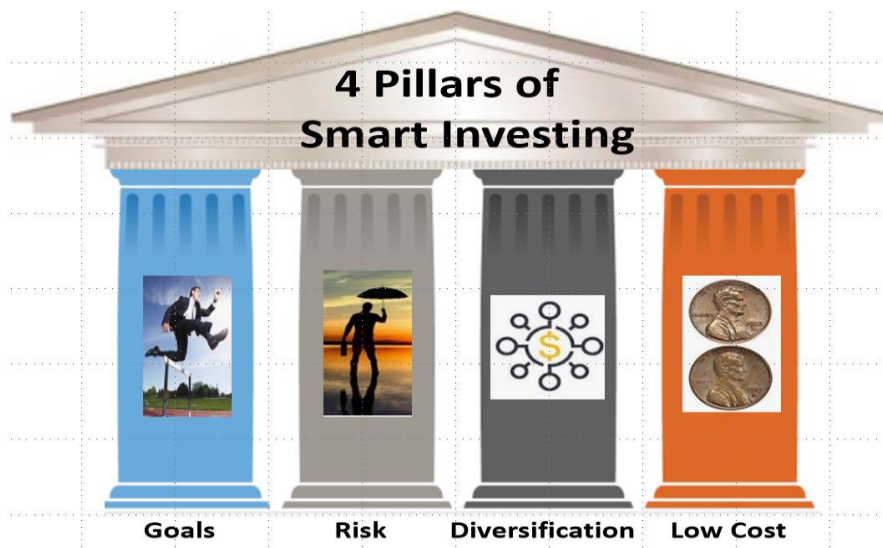 4 Pillars of
Smart Investing
Goals
Risk
Diversification
Low Cost